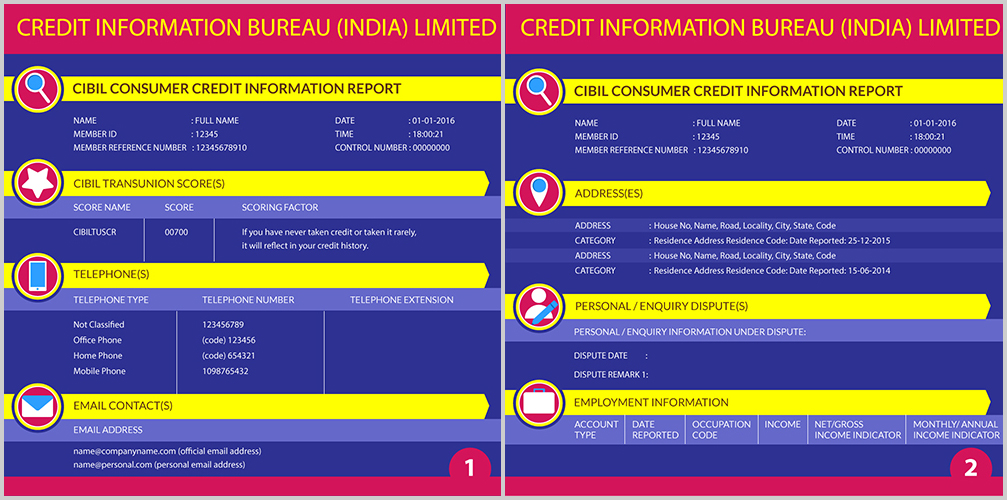 CREDIT INFORMATION BUREAU (INDIA) LIMITED
CIBIL CONSUMER CREDIT INFORMATION REPORT
NAME : FULL NAME DATE : 01-01-2016
MEMBER ID : 12345 TIME : 18:00:21
MEMBER REFERENCE NUMBER : 12345678910 CONTROL NUMBER : 00000000
CIBIL TRANSUNION SCORE(S)
SCORE NAME SCORE SCORING FACTOR
CIBILTUSCR 00700 If you have never taken credit or taken it rarely,
it will reflect in your credit history.
TELEPHONE(S)
TELEPHONE TYPE TELEPHONE NUMBER TELEPHONE EXTENSION
Not Classified 123456789
Office Phone (code) 123456
Home Phone (code) 654321
Mobile Phone 1098765432
EMAIL CONTACT(S)
EMAIL ADDRESS
name@companyname.com (official email address)
name@personal.com (personal email address)
1
CREDIT INFORMATION BUREAU (INDIA) LIMITED
CIBIL CONSUMER CREDIT INFORMATION REPORT
NAME : FULL NAME DATE : 01-01-2016
MEMBER ID : 12345 TIME : 18:00:21
MEMBER REFERENCE NUMBER : 12345678910 CONTROL NUMBER : 00000000
ADDRESS(ES)
ADDRESS : House No, Name, Road, Locality, City, State, Code
CATEGORY : Residence Address Residence Code: Date Reported: 25-12-2015
ADDRESS : House No, Name, Road, Locality, City, State, Code
CATEGORY : Residence Address Residence Code: Date Reported: 15-06-2014
PERSONAL / ENQUIRY DISPUTE(S)
PERSONAL / ENQUIRY INFORMATION UNDER DISPUTE:
DISPUTE DATE :
DISPUTE REMARK 1:
EMPLOYMENT INFORMATION
ACCOUNT DATE OCCUPATION INCOME NET/GROSS MONTHLY/ ANNUAL
TYPE REPORTED CODE INCOME INDICATOR INCOME INDICATOR
2